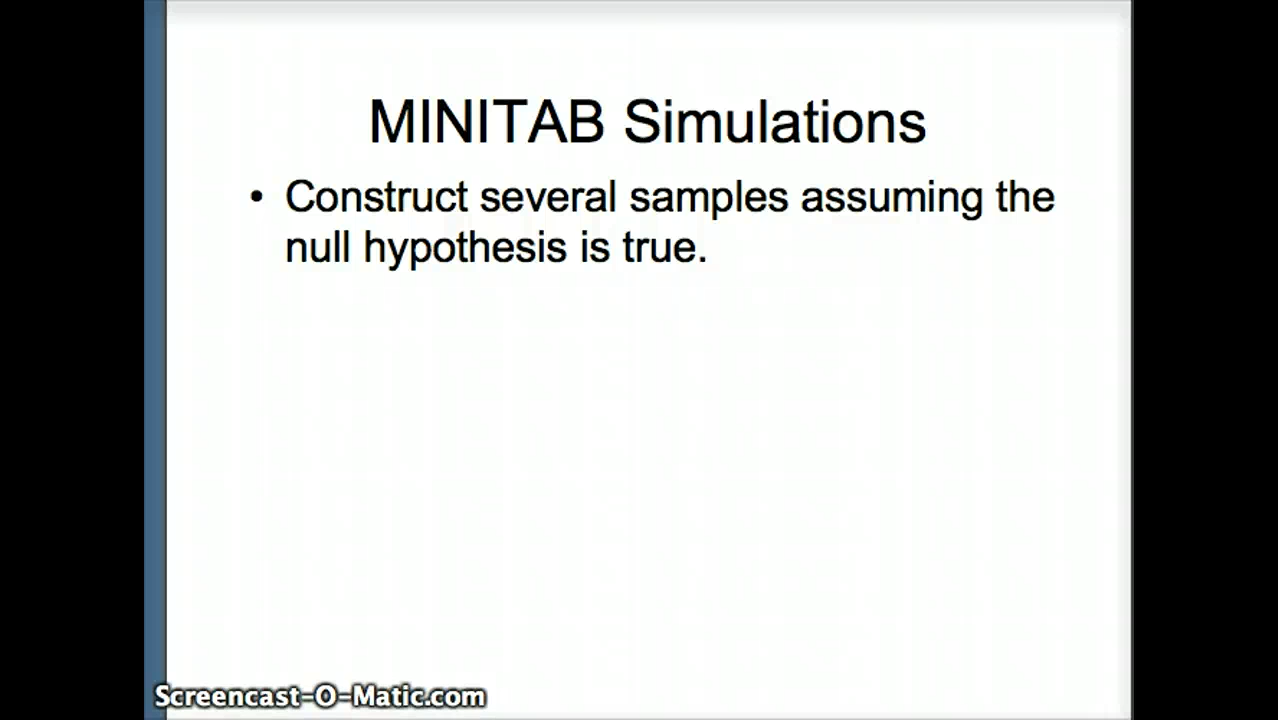 MINITAB Simulations
• Construct several samples assuming the
null hypothesis is true.
Screencast-O-Matic.com